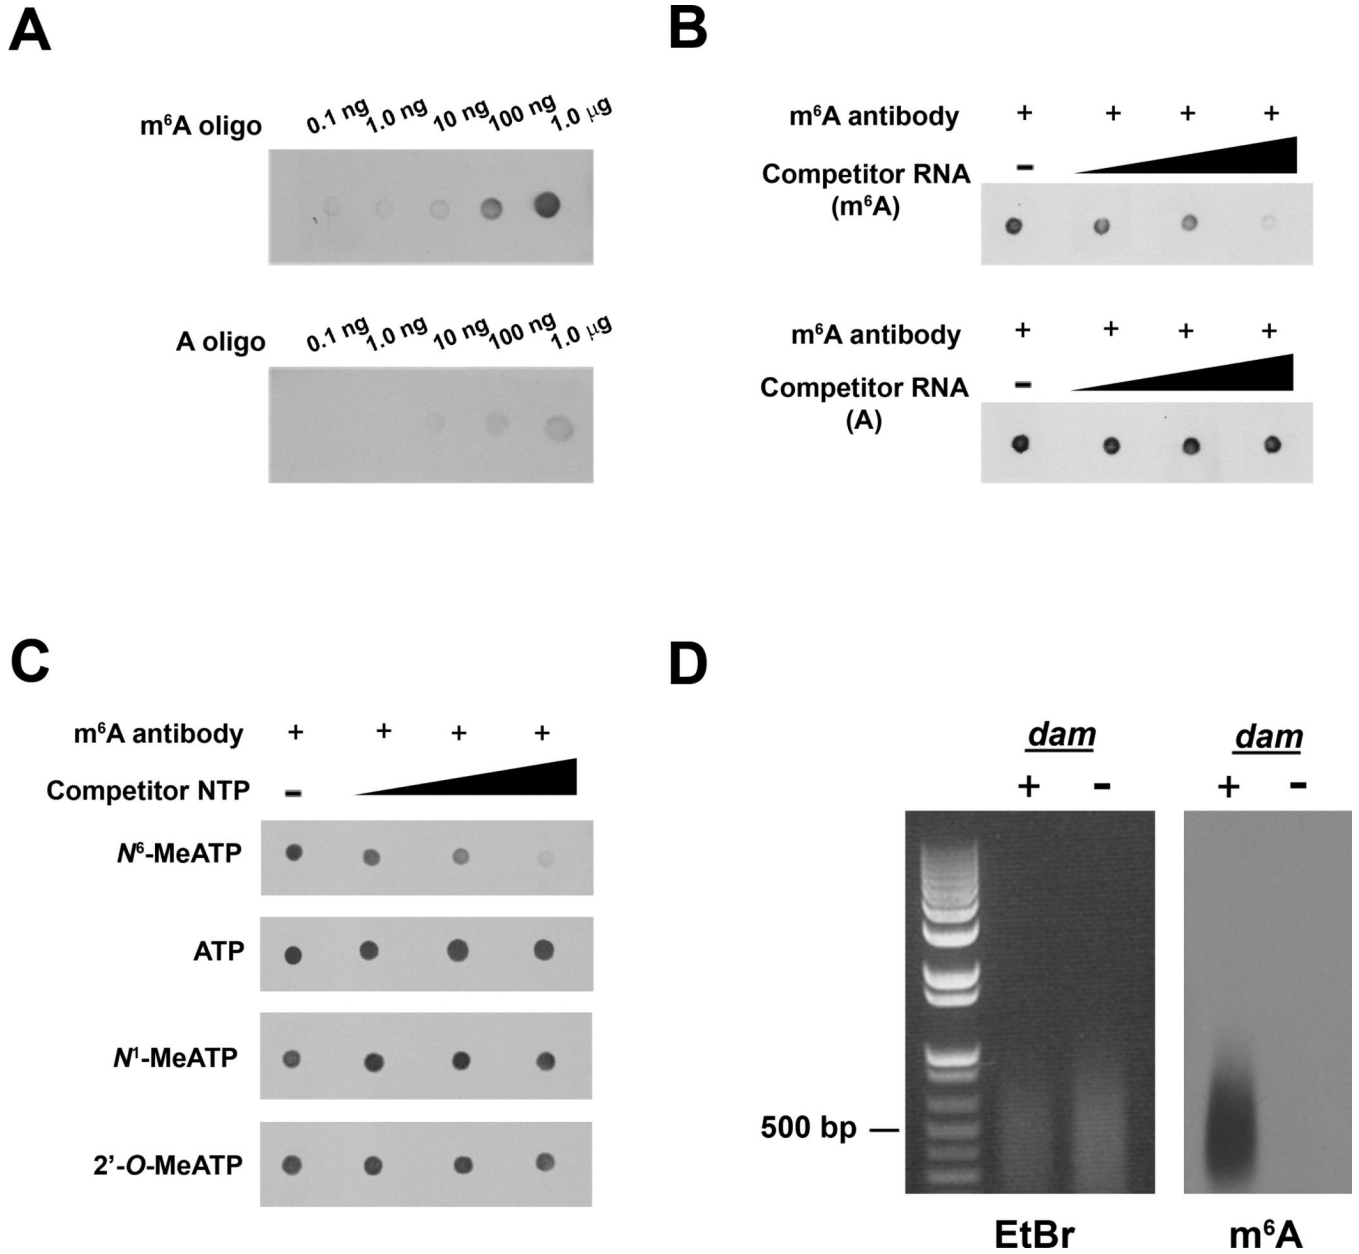 A
m⁶A oligo 0.1 ng 1.0 ng 10 ng 100 ng 1.0 μg
A oligo 0.1 ng 1.0 ng 10 ng 100 ng 1.0 μg
B
m⁶A antibody + + + +
Competitor RNA -
(m⁶A)
m⁶A antibody + + + +
Competitor RNA -
(A)
C
m⁶A antibody + + + +
Competitor NTP -
N⁶-MeATP
ATP
N¹-MeATP
2'-O-MeATP
D
dam dam
+ - + -
500 bp —
EtBr m⁶A